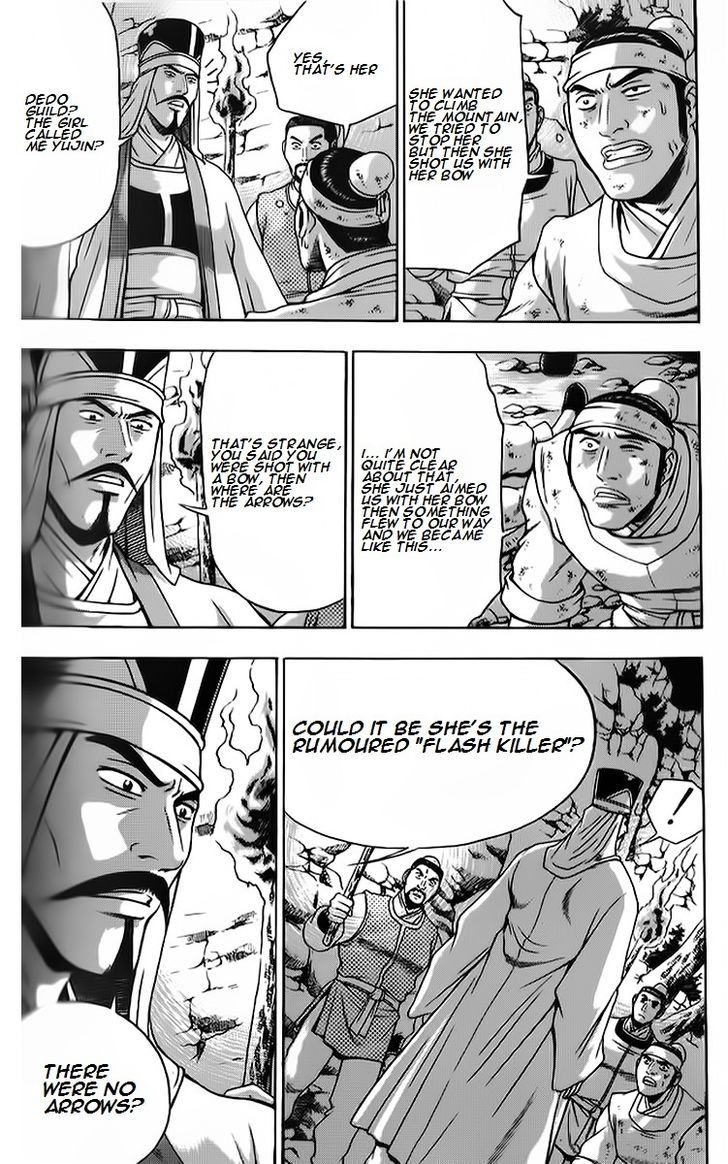 DEDO
GUILD?
THE GIRL
CALLED
ME YUJIN?
YES,
THAT'S HER
SHE WANTED
TO CLIMB
THE MOUNTAIN,
WE TRIED TO
STOP HER
BUT THEN SHE
SHOT US WITH
HER BOW
THAT'S STRANGE,
YOU SAID YOU
WERE SHOT WITH
A BOW, THEN
WHERE ARE
THE ARROWS?
I... I'M NOT
QUITE CLEAR
ABOUT THAT,
SHE JUST AIMED
US WITH HER BOW
THEN SOMETHING
FLEW TO OUR WAY
AND WE BECAME
LIKE THIS...
THERE
WERE NO
ARROWS?
COULD IT BE SHE'S THE
RUMOURED "FLASH KILLER"?
!